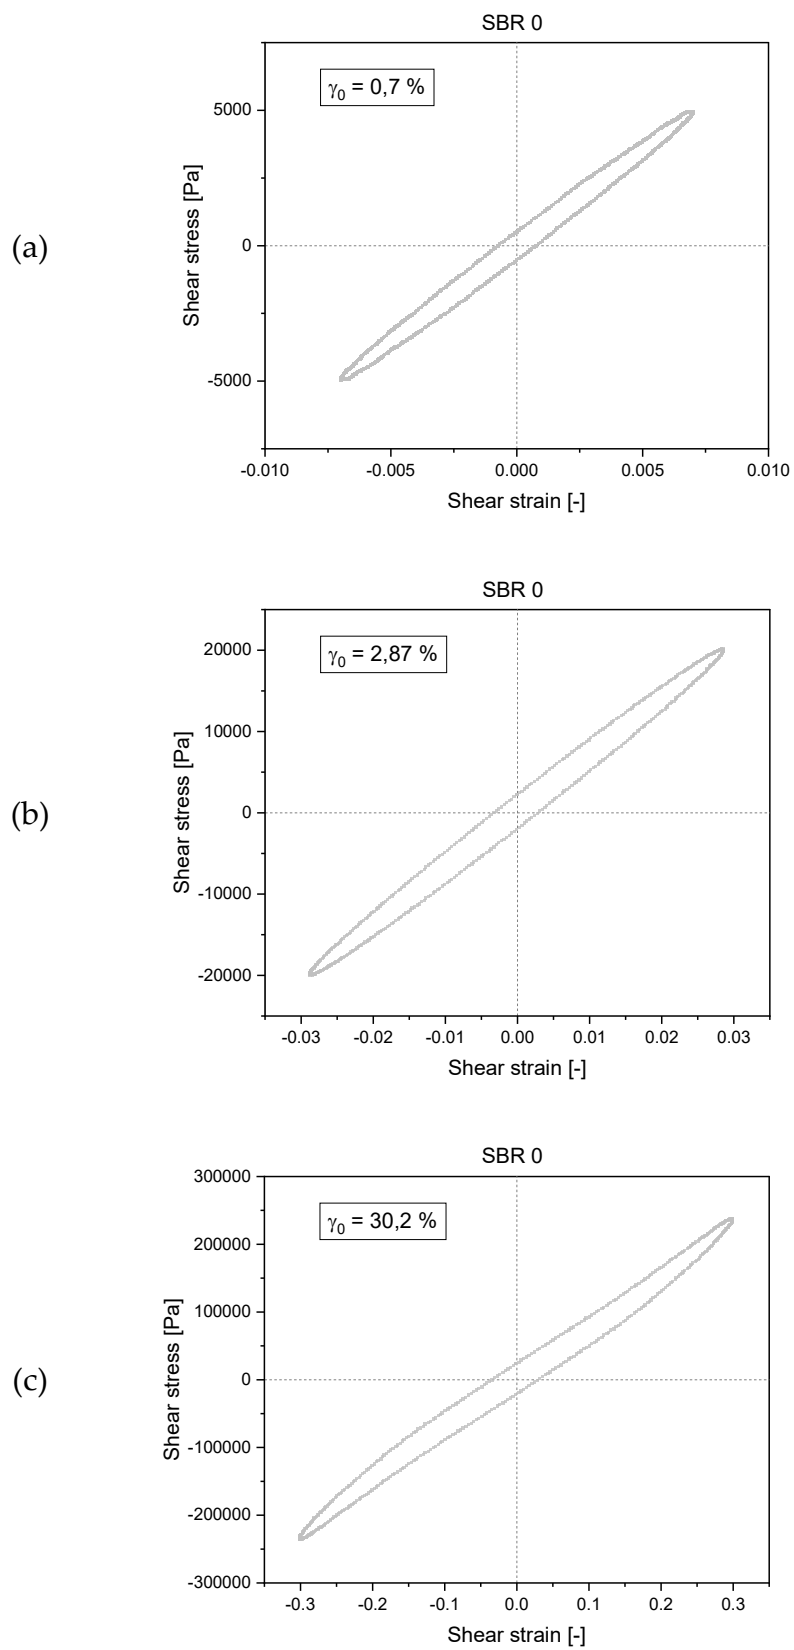 (a)
SBR 0
γ0 = 0,7 %
Shear stress [Pa]
5000
0
-5000
-0.010 -0.005 0.000 0.005 0.010
Shear strain [-]
(b)
SBR 0
γ0 = 2,87 %
Shear stress [Pa]
20000
10000
0
-10000
-20000
-0.03 -0.02 -0.01 0.00 0.01 0.02 0.03
Shear strain [-]
(c)
SBR 0
γ0 = 30,2 %
Shear stress [Pa]
300000
200000
100000
0
-100000
-200000
-300000
-0.3 -0.2 -0.1 0.0 0.1 0.2 0.3
Shear strain [-]